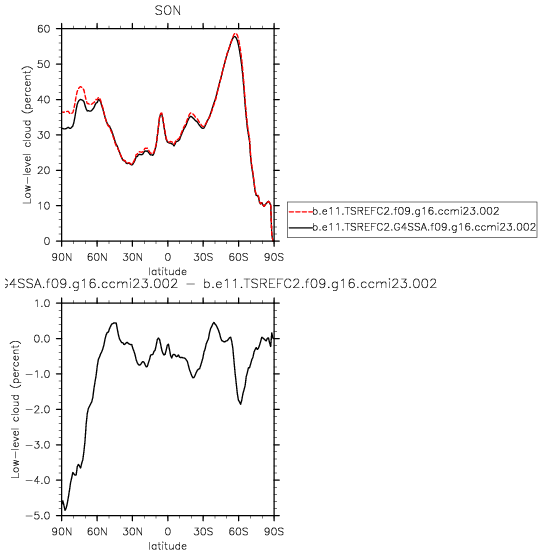 SON
60
50
40
30
20
10
0
Low-level cloud (percent)
90N 60N 30N 0 30S 60S 90S
latitude
b.e11.TSREFC2.f09.g16.ccmi23.002
b.e11.TSREFC2.G4SSA.f09.g16.ccmi23.002
G4SSA.f09.g16.ccmi23.002 - b.e11.TSREFC2.f09.g16.ccmi23.002
1.0
0.0
-1.0
-2.0
-3.0
-4.0
-5.0
Low-level cloud (percent)
90N 60N 30N 0 30S 60S 90S
latitude